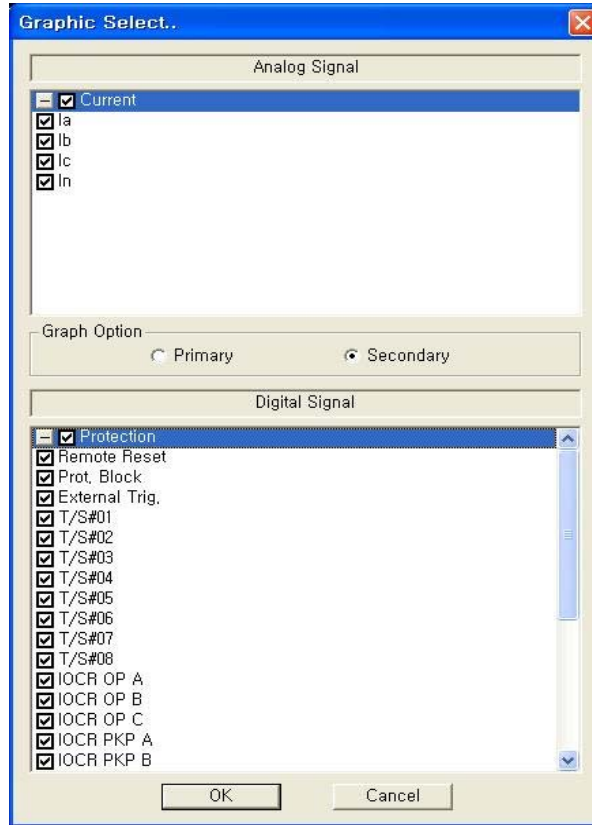 Graphic Select..
Analog Signal
Current
Ia
Ib
Ic
In
Graph Option
Primary
Secondary
Digital Signal
Protection
Remote Reset
Prot. Block
External Trig.
T/S#01
T/S#02
T/S#03
T/S#04
T/S#05
T/S#06
T/S#07
T/S#08
IOCR OP A
IOCR OP B
IOCR OP C
IOCR PKP A
IOCR PKP B
OK
Cancel